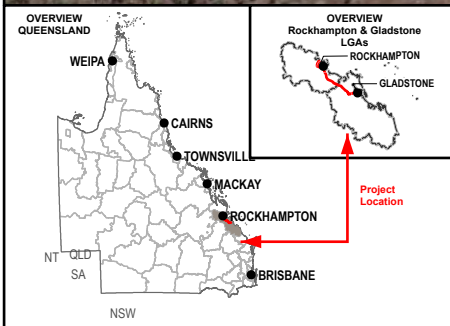 OVERVIEW
QUEENSLAND
WEIPA
CAIRNS
TOWNSVILLE
MACKAY
ROCKHAMPTON
BRISBANE
NT
QLD
SA
NSW
OVERVIEW
Rockhampton & Gladstone
LGAs
ROCKHAMPTON
GLADSTONE
Project
Location